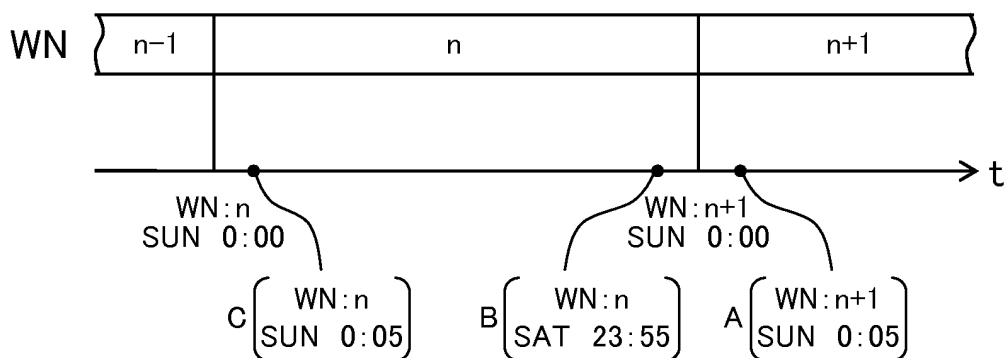 WN n-1 n n+1
t
WN:n
SUN 0:00
WN:n+1
SUN 0:00
C WN:n
SUN 0:05
B WN:n
SAT 23:55
A WN:n+1
SUN 0:05